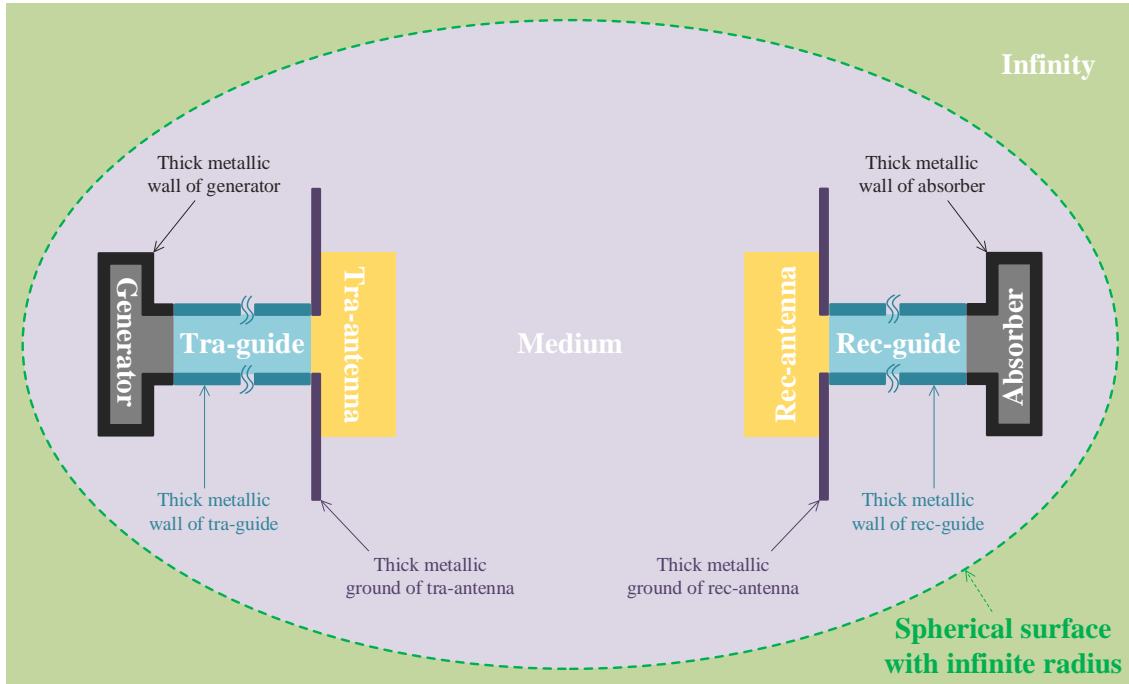 Infinity
Thick metallic
wall of generator
Thick metallic
wall of absorber
Generator
Tra-guide
Tra-antenna
Medium
Rec-antenna
Rec-guide
Absorber
Thick metallic
wall of tra-guide
Thick metallic
wall of rec-guide
Thick metallic
ground of tra-antenna
Thick metallic
ground of rec-antenna
Spherical surface
with infinite radius